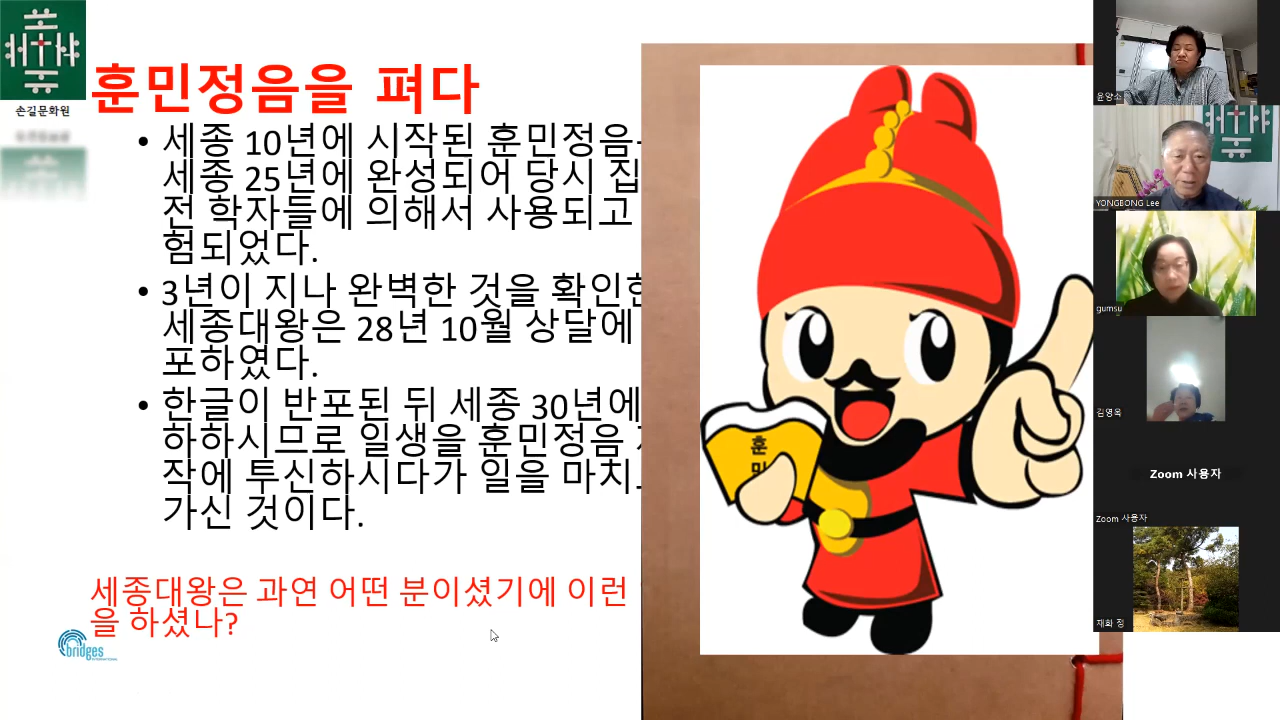 손길문화원
훈민정음을 펴다
• 세종 10년에 시작된 훈민정음
세종 25년에 완성되어 당시 집
전 학자들에 의해서 사용되고
험되었다.
• 3년이 지나 완벽한 것을 확인한
세종대왕은 28년 10월 상달에
포하였다.
• 한글이 반포된 뒤 세종 30년에
하하시므로 일생을 훈민정음
작에 투신하시다가 일을 마치고
가신 것이다.
세종대왕은 과연 어떤 분이셨기에 이런
을 하셨나?
bridges
INTERNATIONAL
훈
민
윤양소
YONGBONG Lee
gumsu
김영옥
Zoom 사용자
Zoom 사용자
재화 정